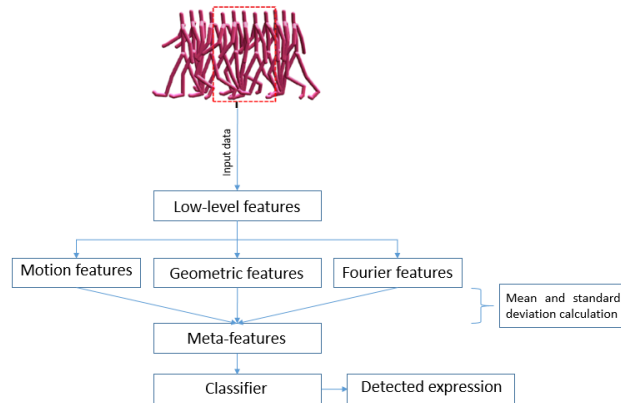 Input data
Low-level features
Motion features
Geometric features
Fourier features
Mean and standard
deviation calculation
Meta-features
Classifier
Detected expression